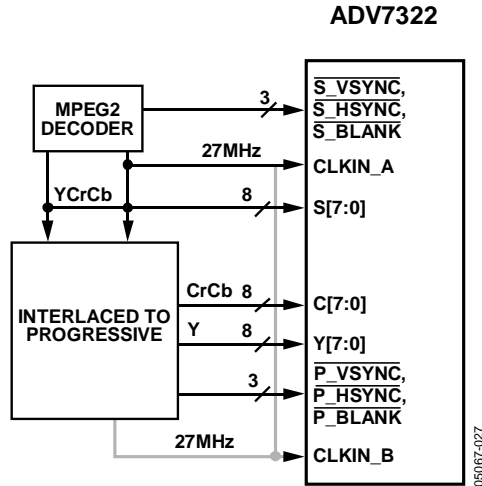 ADV7322
MPEG2
DECODER
3
S_VSYNC,
S_HSYNC,
S_BLANK
27MHz
CLKIN_A
YCrCb
8
S[7:0]
INTERLACED TO
PROGRESSIVE
CrCb 8
C[7:0]
Y 8
Y[7:0]
3
P_VSYNC,
P_HSYNC,
P_BLANK
27MHz
CLKIN_B
05067-027